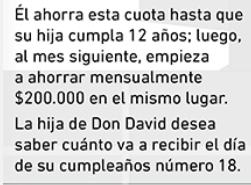 Él ahorra esta cuota hasta que
su hija cumpla 12 años; luego,
al mes siguiente, empieza
a ahorrar mensualmente
$200.000 en el mismo lugar.
La hija de Don David desea
saber cuánto va a recibir el día
de su cumpleaños número 18.